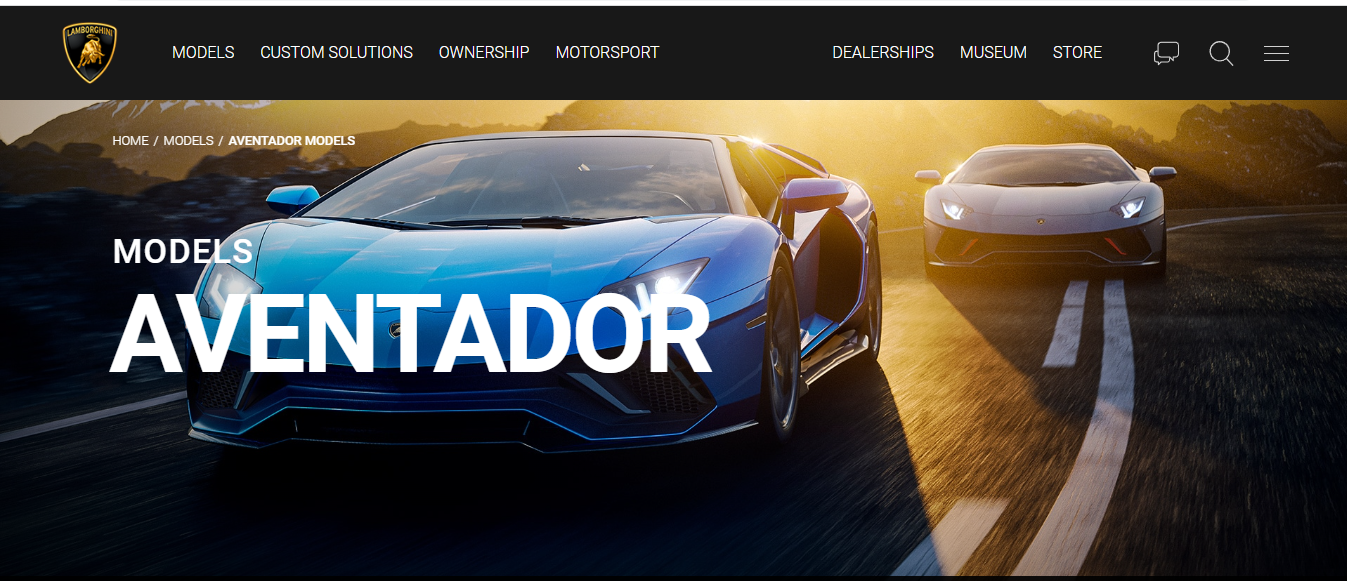 LAMBORGHINI
MODELS CUSTOM SOLUTIONS OWNERSHIP MOTORSPORT DEALERSHIPS MUSEUM STORE
HOME / MODELS / AVENTADOR MODELS
MODELS
AVENTADOR